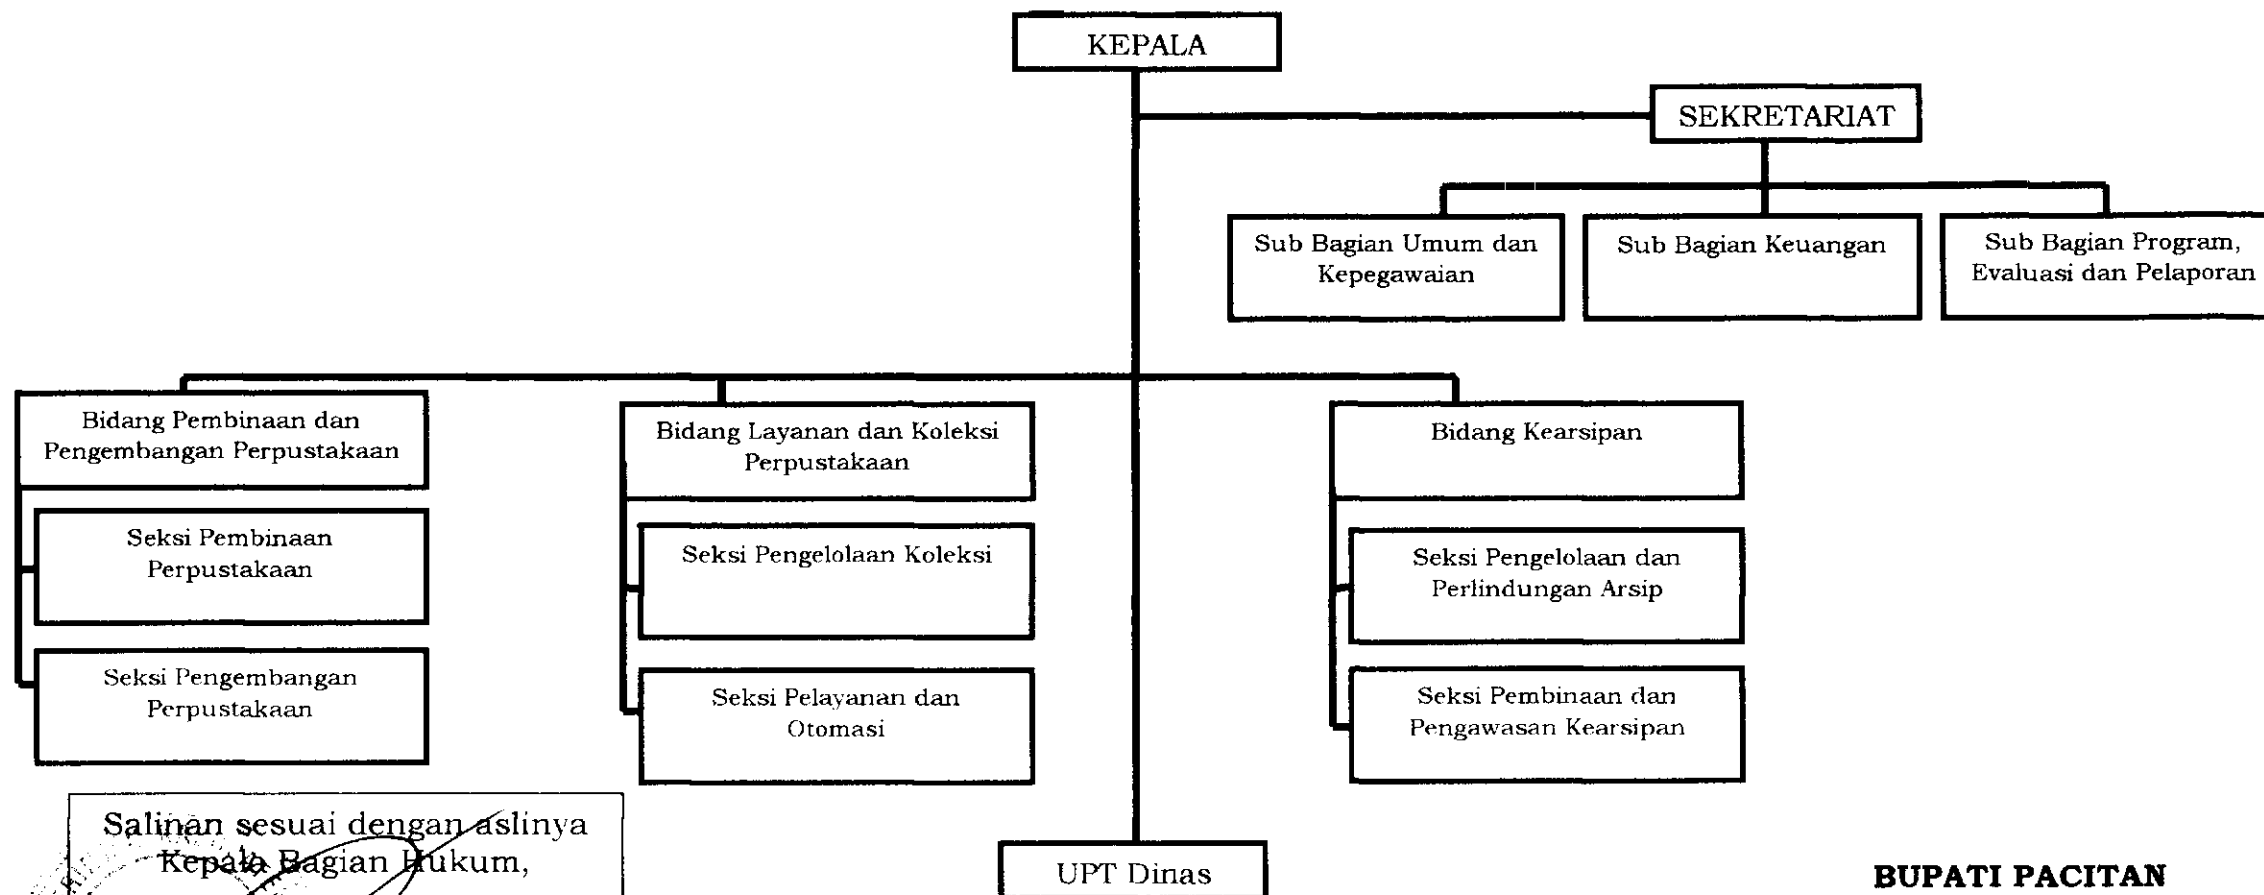 KEPALA
SEKRETARIAT
Sub Bagian Umum dan
Kepegawaian
Sub Bagian Keuangan
Sub Bagian Program,
Evaluasi dan Pelaporan
Bidang Pembinaan dan
Pengembangan Perpustakaan
Seksi Pembinaan
Perpustakaan
Seksi Pengembangan
Perpustakaan
Bidang Layanan dan Koleksi
Perpustakaan
Seksi Pengelolaan Koleksi
Seksi Pelayanan dan
Otomasi
Bidang Kearsipan
Seksi Pengelolaan dan
Perlindungan Arsip
Seksi Pembinaan dan
Pengawasan Kearsipan
Salinan sesuai dengan aslinya
Kepala Bagian Hukum,
UPT Dinas
BUPATI PACITAN